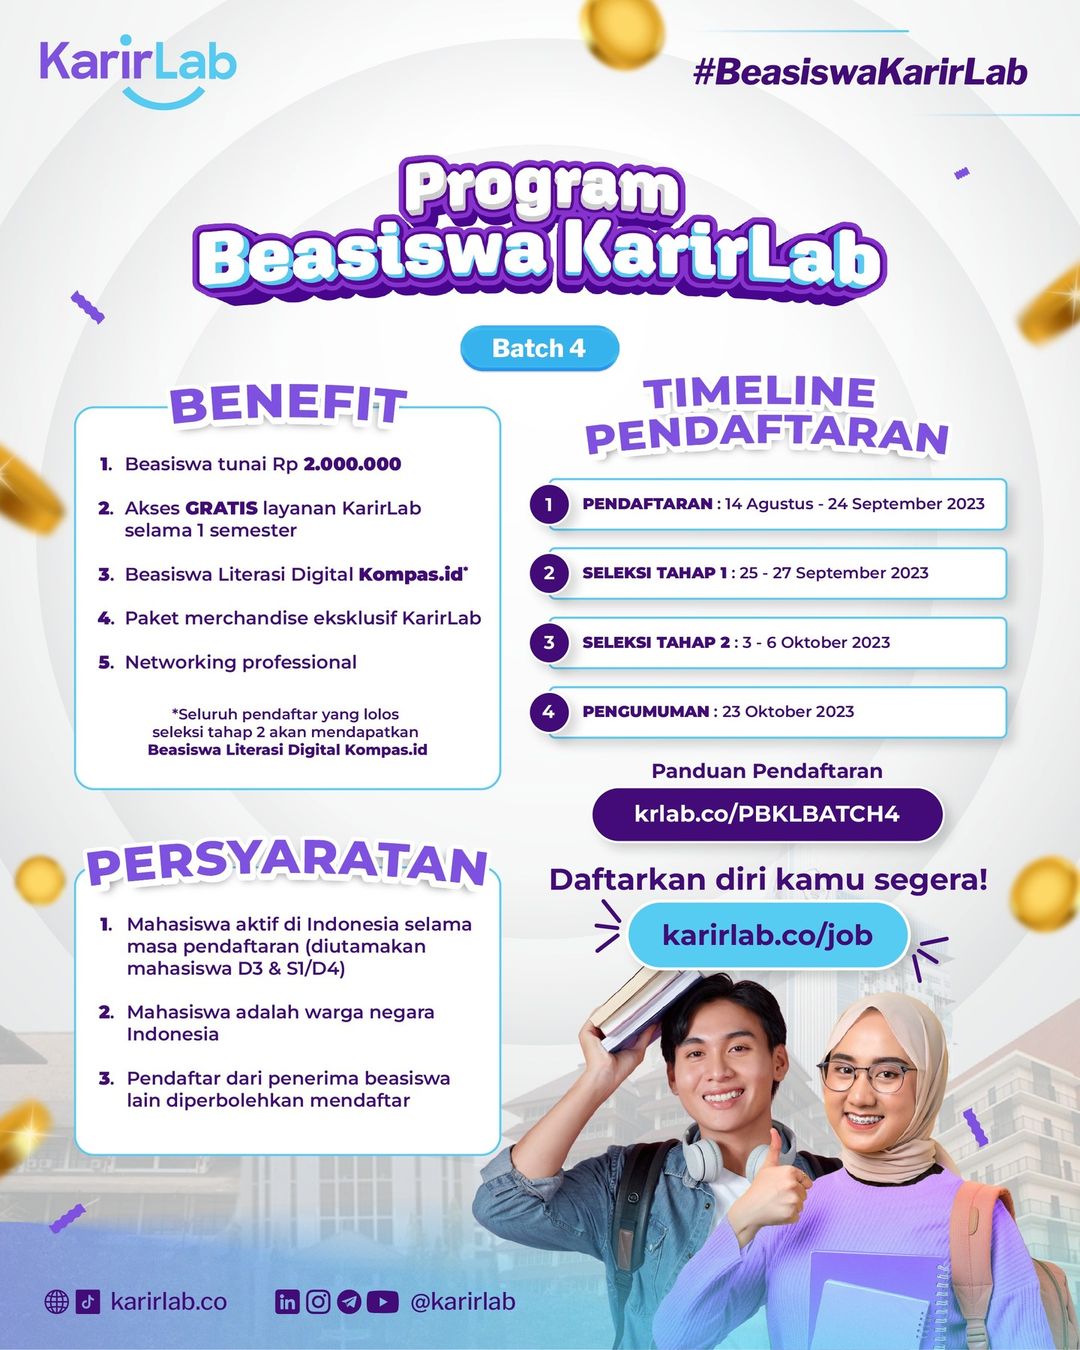 KarirLab
#BeasiswaKarirLab
Program
Beasiswa KarirLab
Batch 4
BENEFIT
1. Beasiswa tunai Rp 2.000.000
2. Akses GRATIS layanan KarirLab
selama 1 semester
3. Beasiswa Literasi Digital Kompas.id*
4. Paket merchandise eksklusif KarirLab
5. Networking professional
*Seluruh pendaftar yang lolos
seleksi tahap 2 akan mendapatkan
Beasiswa Literasi Digital Kompas.id
TIMELINE
PENDAFTARAN
1 PENDAFTARAN : 14 Agustus - 24 September 2023
2 SELEKSI TAHAP 1 : 25 - 27 September 2023
3 SELEKSI TAHAP 2 : 3 - 6 Oktober 2023
4 PENGUMUMAN : 23 Oktober 2023
Panduan Pendaftaran
krlab.co/PBKLBATCH4
Daftarkan diri kamu segera!
karirlab.co/job
PERSYARATAN
1. Mahasiswa aktif di Indonesia selama
masa pendaftaran (diutamakan
mahasiswa D3 & S1/D4)
2. Mahasiswa adalah warga negara
Indonesia
3. Pendaftar dari penerima beasiswa
lain diperbolehkan mendaftar
karirlab.co
@karirlab